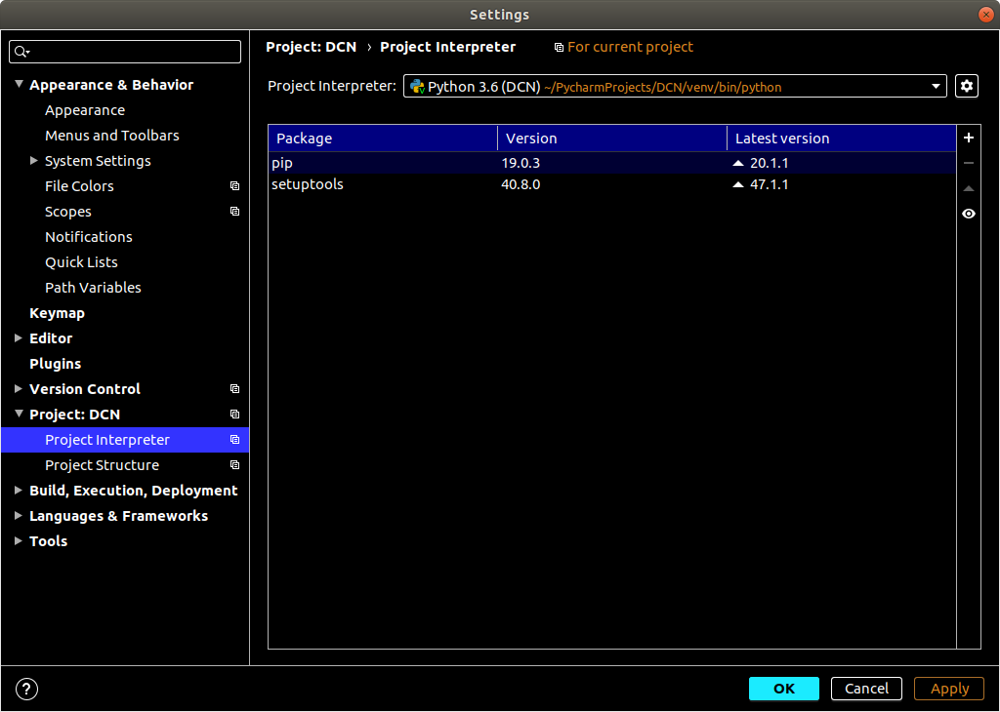 Settings
Project: DCN › Project Interpreter For current project
Project Interpreter: Python 3.6 (DCN) ~/PycharmProjects/DCN/venv/bin/python
Appearance & Behavior
Appearance
Menus and Toolbars
System Settings
File Colors
Scopes
Notifications
Quick Lists
Path Variables
Keymap
Editor
Plugins
Version Control
Project: DCN
Project Interpreter
Project Structure
Build, Execution, Deployment
Languages & Frameworks
Tools
Package Version Latest version
pip 19.0.3 20.1.1
setuptools 40.8.0 47.1.1
?
OK Cancel Apply